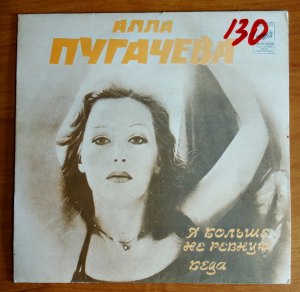 АЛЛА
ПУГАЧЕВА
130
Я БОЛЬШЕ
НЕ РЕВНУЮ
БЕДА